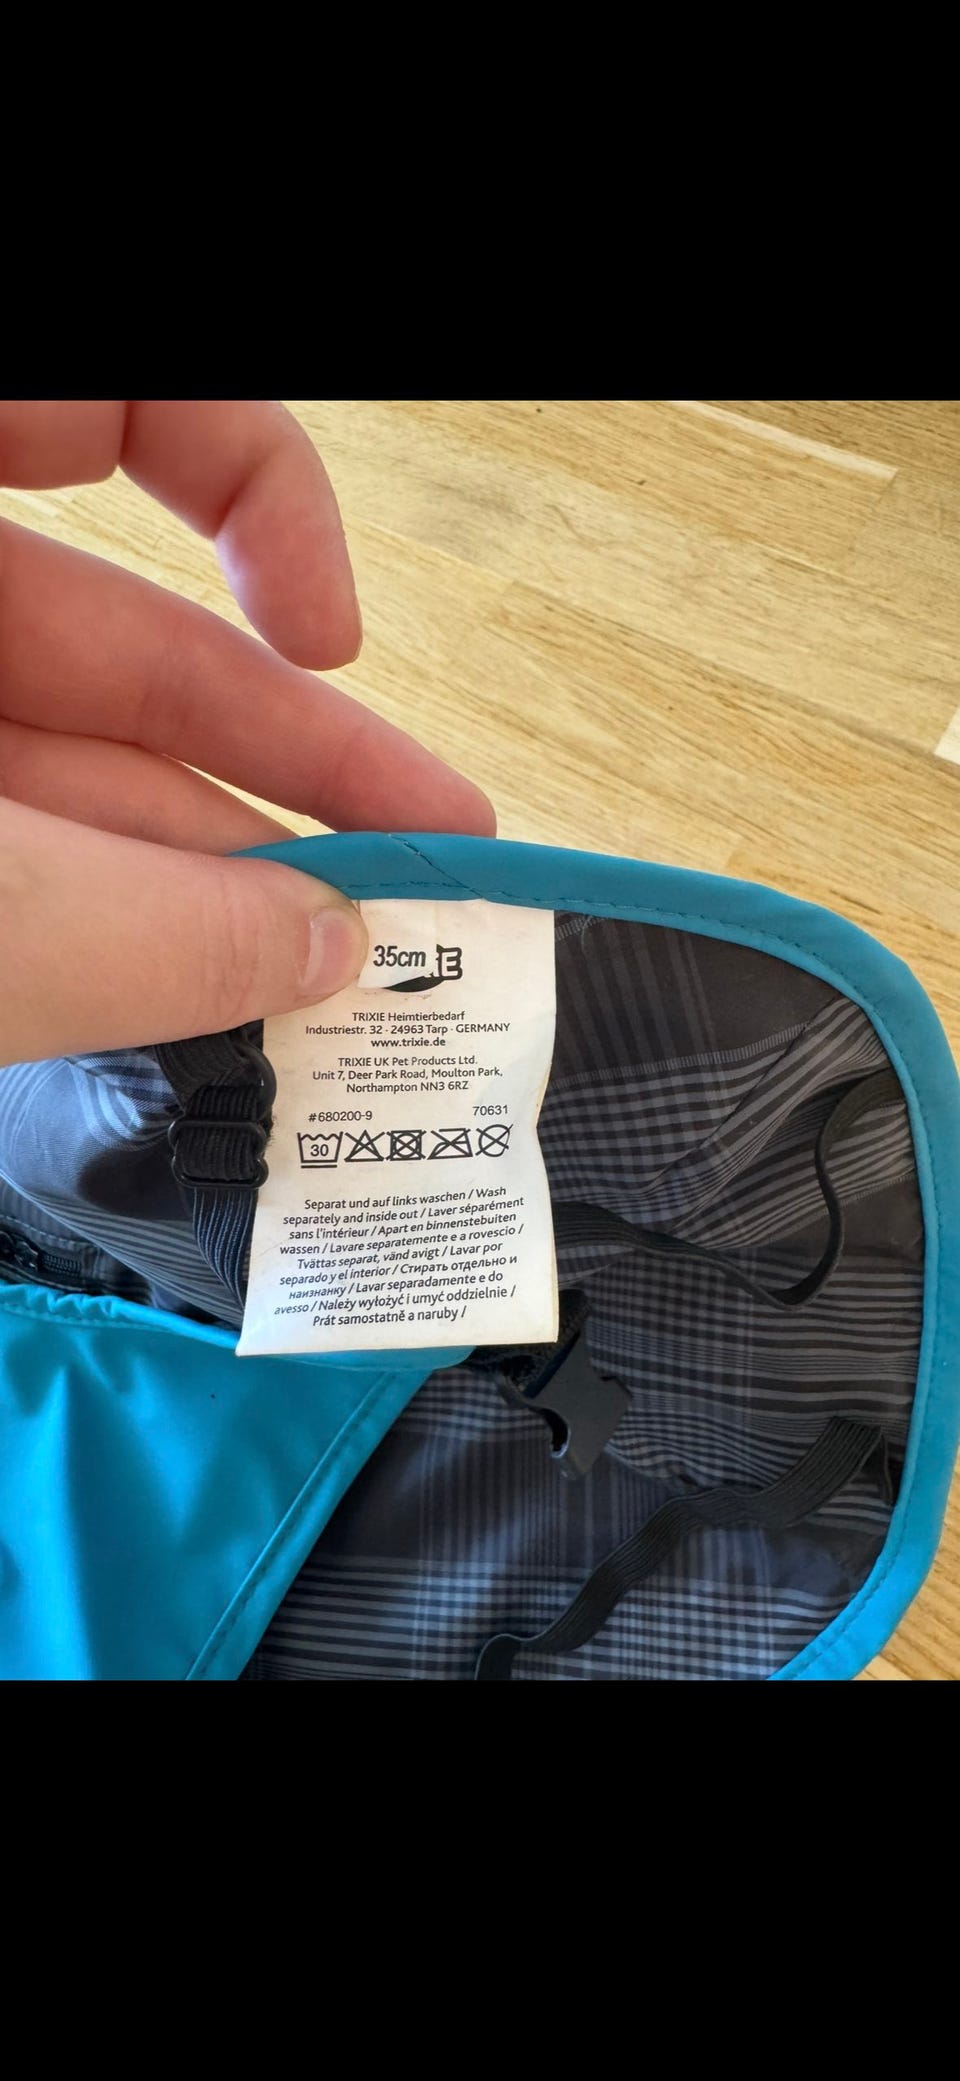 35cm
TRIXIE Heimtierbedarf
Industriestr. 32 - 24963 Tarp · GERMANY
www.trixie.de
TRIXIE UK Pet Products Ltd.
Unit 7, Deer Park Road, Moulton Park,
Northampton NN3 6RZ
#680200-9 70631
30
Separat und auf links waschen / Wash
separately and inside out / Laver séparément
sans l'intérieur / Apart en binnenstebuiten
wassen / Lavare separatemente e a rovescio /
Tvättas separat, vänd avigt / Lavar por
separado y el interior / Стирать отдельно и
наизнанку / Lavar separadamente e do
avesso / Należy wyłożyć i umyć oddzielnie /
Prát samostatně a naruby /